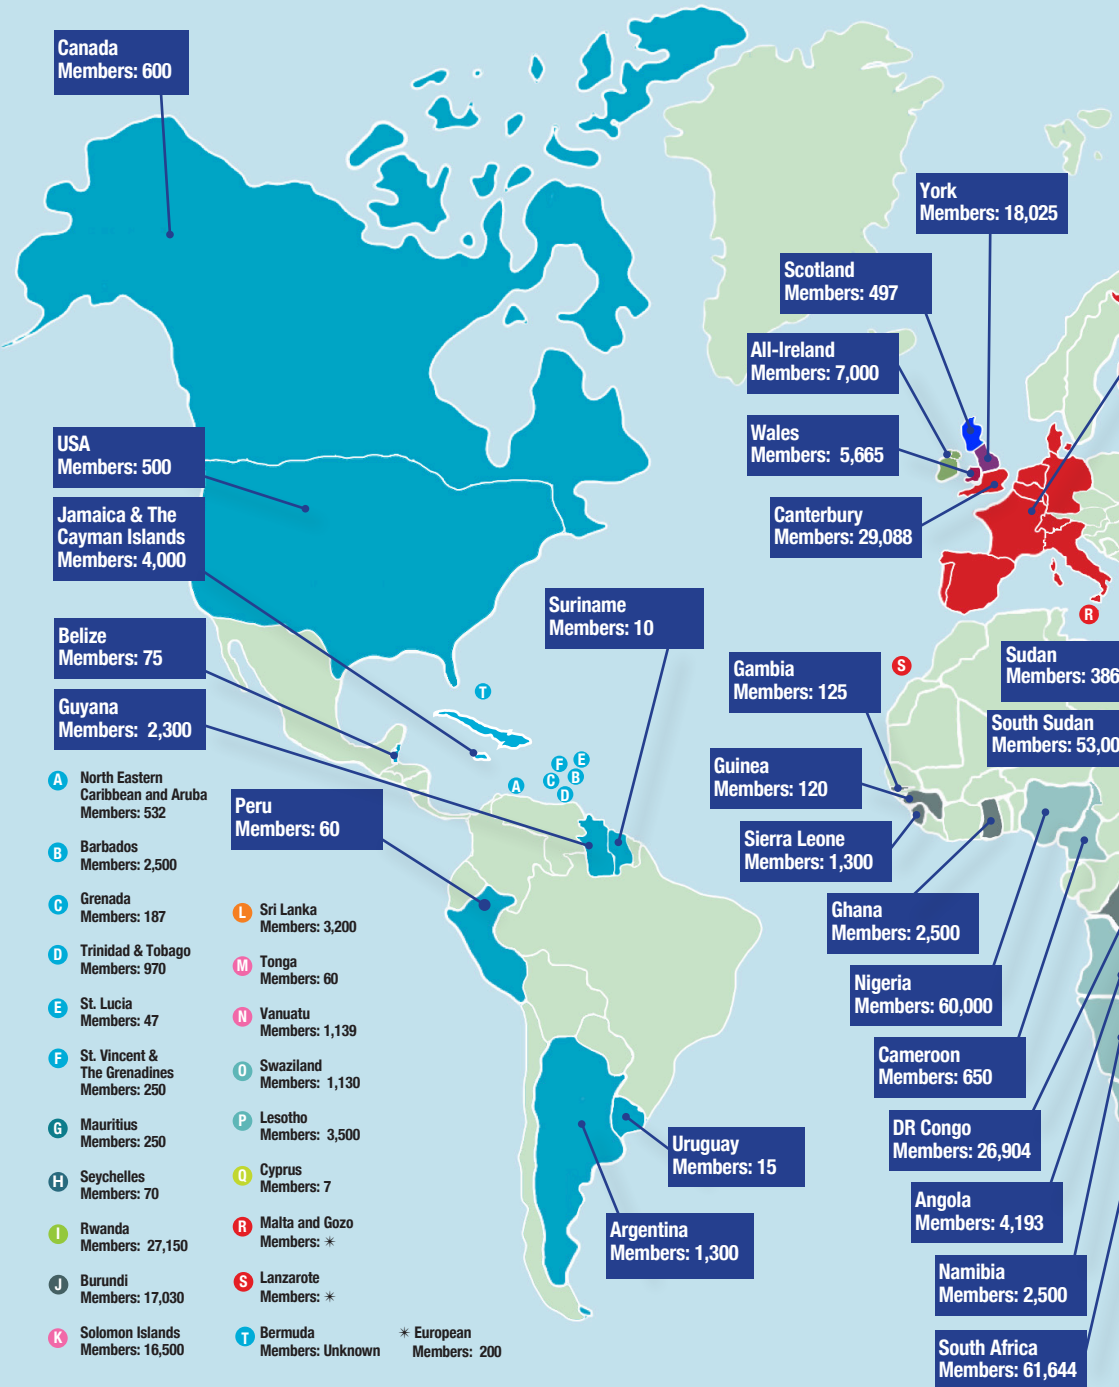 Canada
Members: 600
York
Members: 18,025
Scotland
Members: 497
All-Ireland
Members: 7,000
Wales
Members: 5,665
Canterbury
Members: 29,088
USA
Members: 500
Jamaica & The
Cayman Islands
Members: 4,000
Belize
Members: 75
Guyana
Members: 2,300
Suriname
Members: 10
Peru
Members: 60
Uruguay
Members: 15
Argentina
Members: 1,300
R
S
T
F
E
C
B
A
D
Gambia
Members: 125
Sudan
Members: 386
South Sudan
Members: 53,00
Guinea
Members: 120
Sierra Leone
Members: 1,300
Ghana
Members: 2,500
Nigeria
Members: 60,000
Cameroon
Members: 650
DR Congo
Members: 26,904
Angola
Members: 4,193
Namibia
Members: 2,500
South Africa
Members: 61,644
A North Eastern
Caribbean and Aruba
Members: 532
B Barbados
Members: 2,500
C Grenada
Members: 187
D Trinidad & Tobago
Members: 970
E St. Lucia
Members: 47
F St. Vincent &
The Grenadines
Members: 250
G Mauritius
Members: 250
H Seychelles
Members: 70
I Rwanda
Members: 27,150
J Burundi
Members: 17,030
K Solomon Islands
Members: 16,500
L Sri Lanka
Members: 3,200
M Tonga
Members: 60
N Vanuatu
Members: 1,139
O Swaziland
Members: 1,130
P Lesotho
Members: 3,500
Q Cyprus
Members: 7
R Malta and Gozo
Members: ✴
S Lanzarote
Members: ✴
T Bermuda
Members: Unknown
✴ European
Members: 200